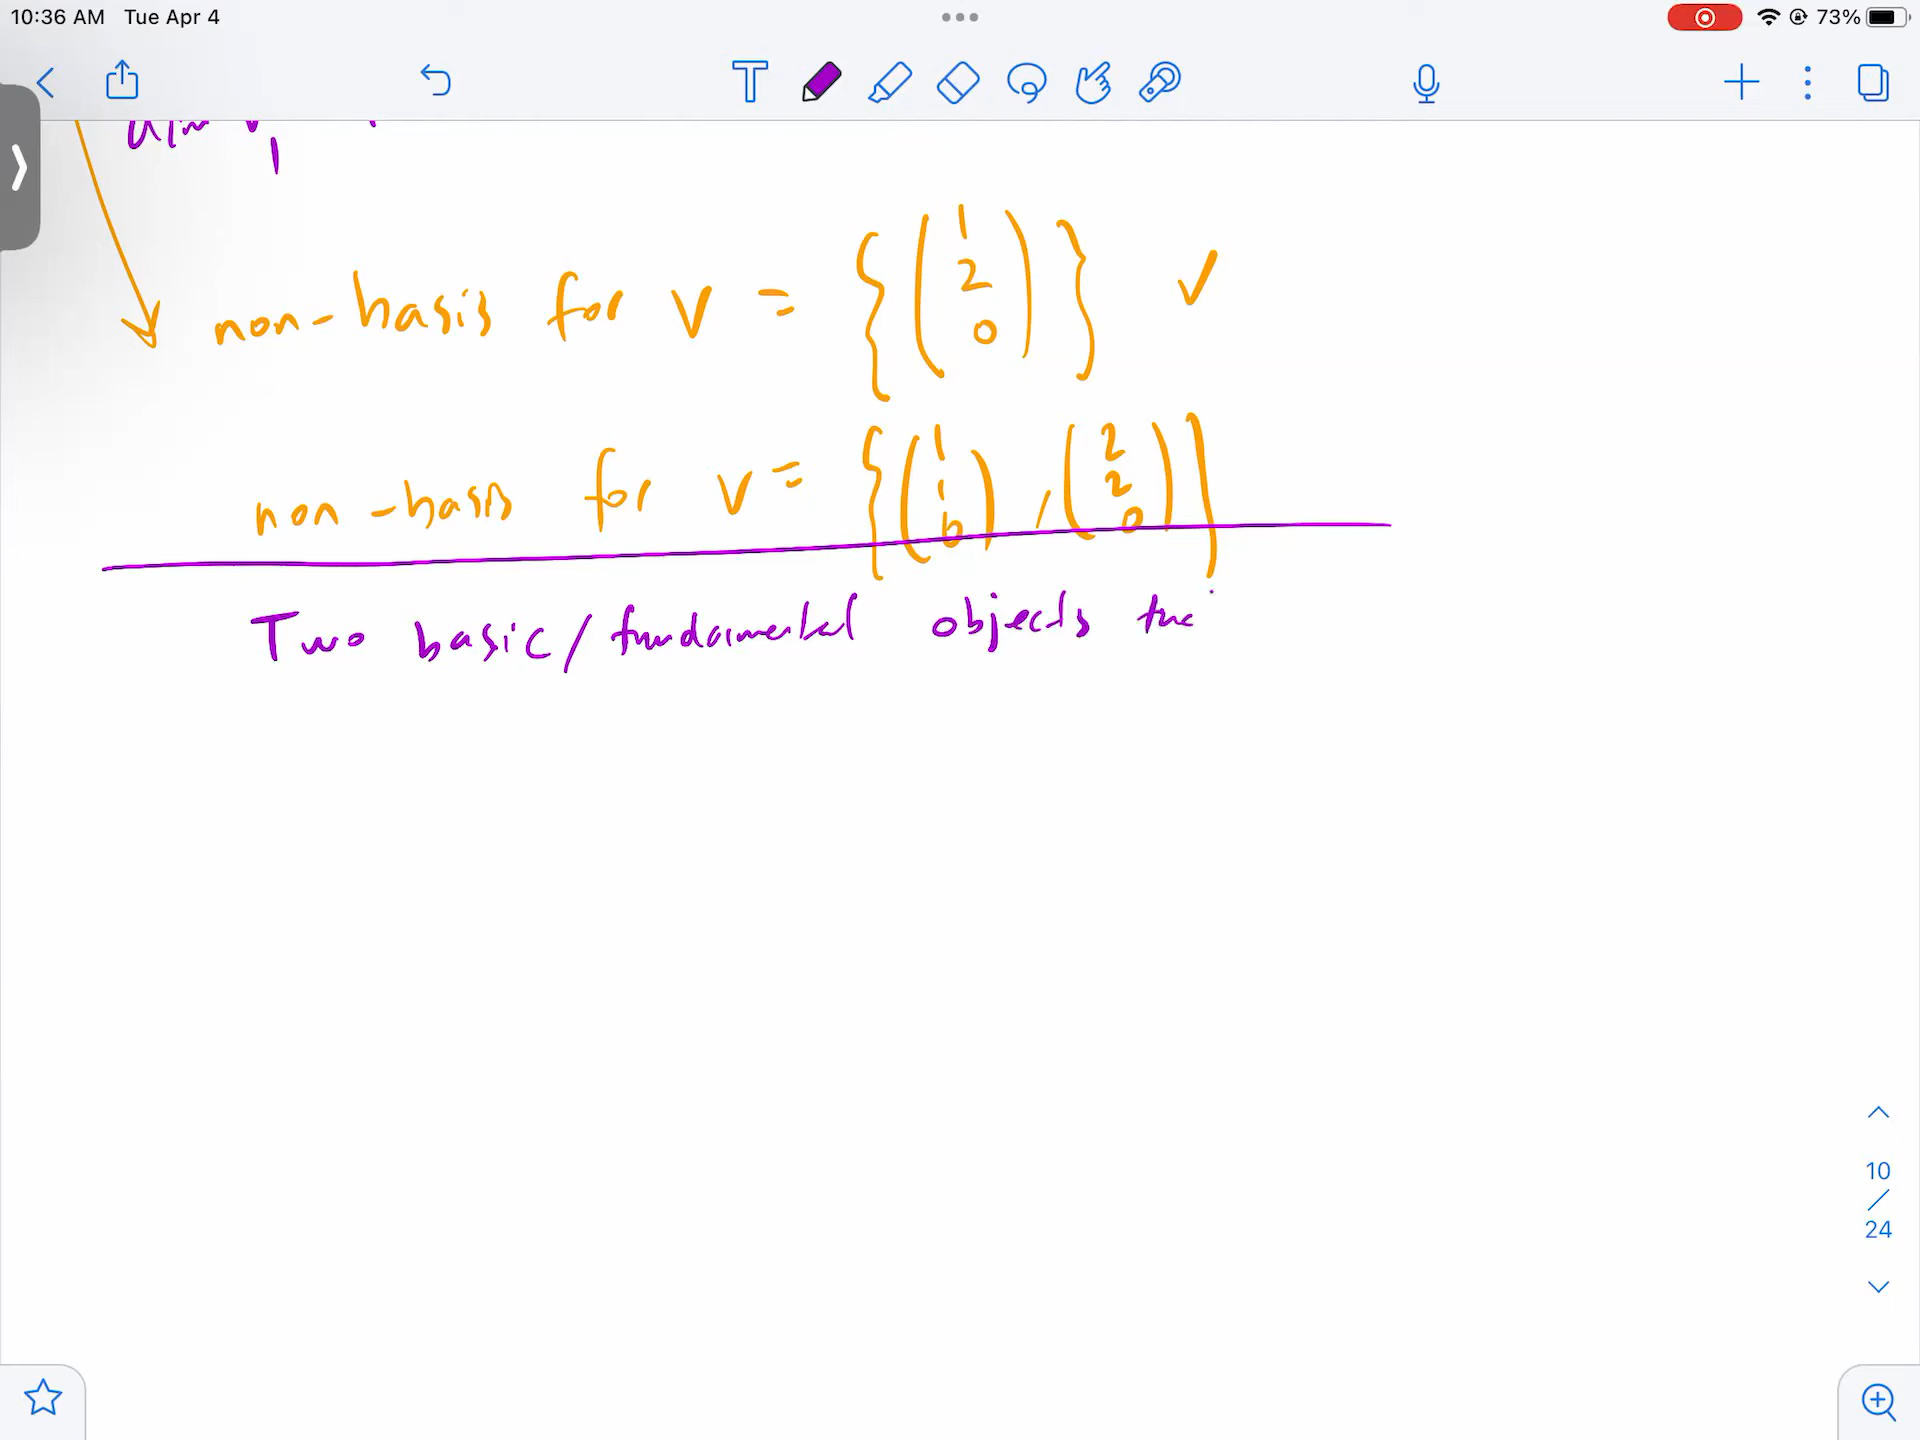 10:36 AM Tue Apr 4
73%
T
dim V
non-basis for V = {(1 2 0)} ✓
non-basis for V = {(1 1 0), (2 2 0)}
Two basic/fundamental objects
10
/
24